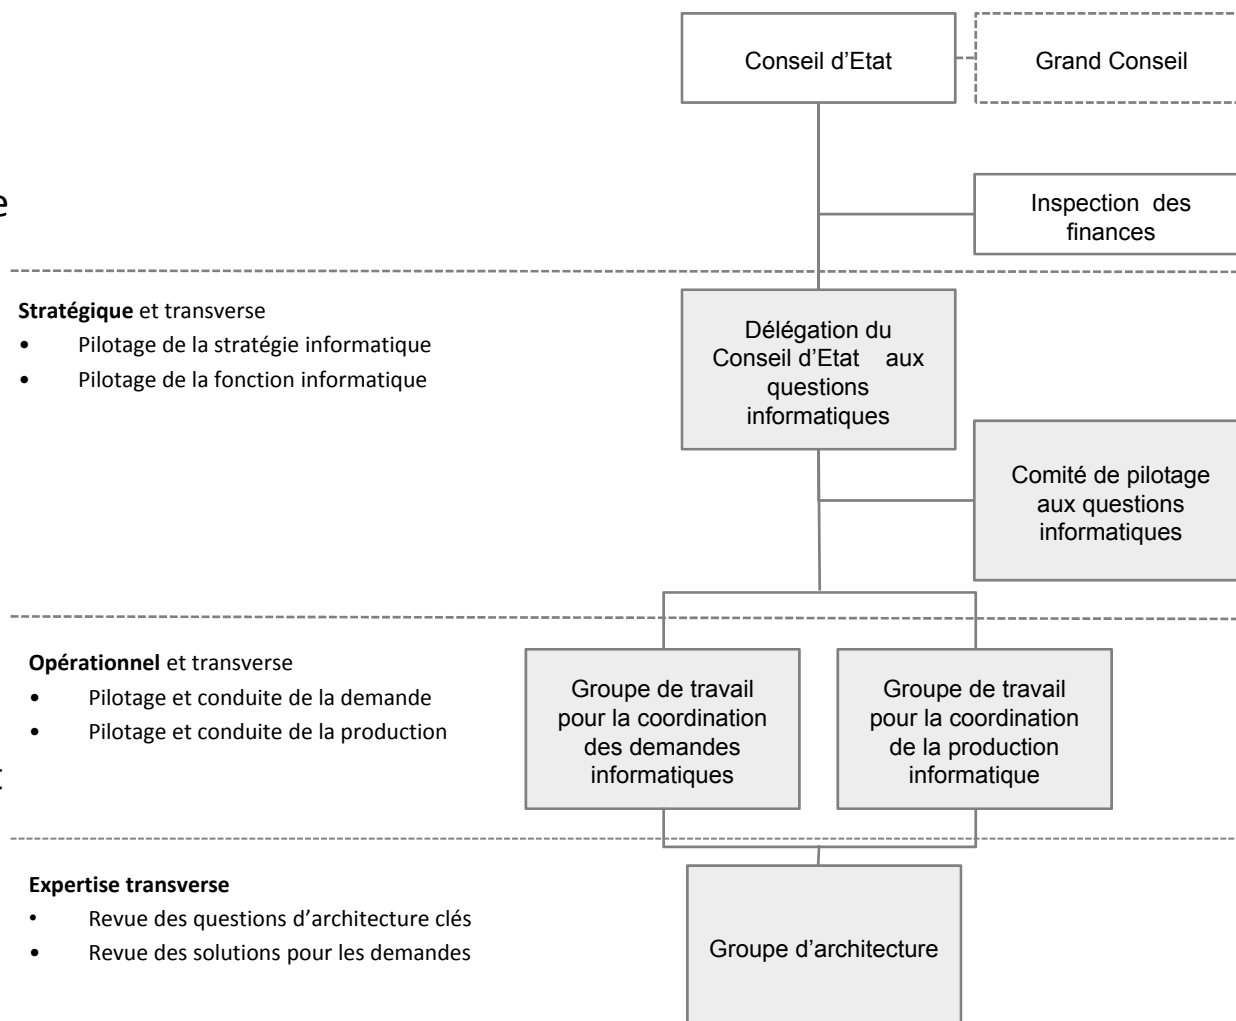 Conseil d’Etat
Grand Conseil
Inspection des
finances
e
Stratégique et transverse
• Pilotage de la stratégie informatique
• Pilotage de la fonction informatique
Délégation du
Conseil d’Etat aux
questions
informatiques
Comité de pilotage
aux questions
informatiques
Opérationnel et transverse
• Pilotage et conduite de la demande
• Pilotage et conduite de la production
t
Groupe de travail
pour la coordination
des demandes
informatiques
Groupe de travail
pour la coordination
de la production
informatique
Expertise transverse
• Revue des questions d’architecture clés
• Revue des solutions pour les demandes
Groupe d’architecture